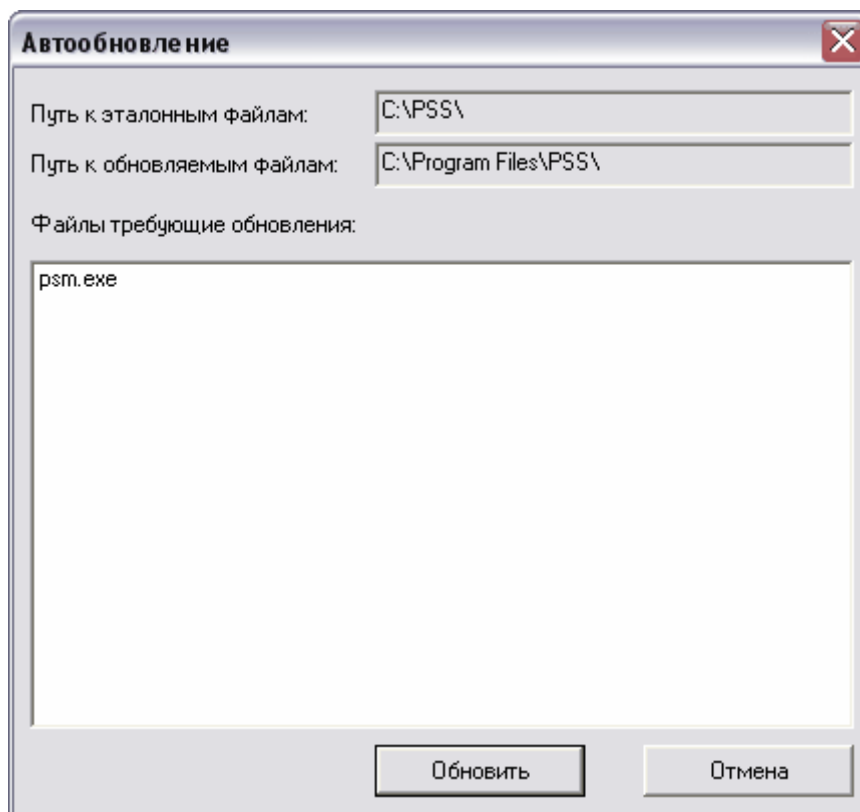 Автообновление
Путь к эталонным файлам: C:\PSS\
Путь к обновляемым файлам: C:\Program Files\PSS\
Файлы требующие обновления:
psm.exe
Обновить Отмена